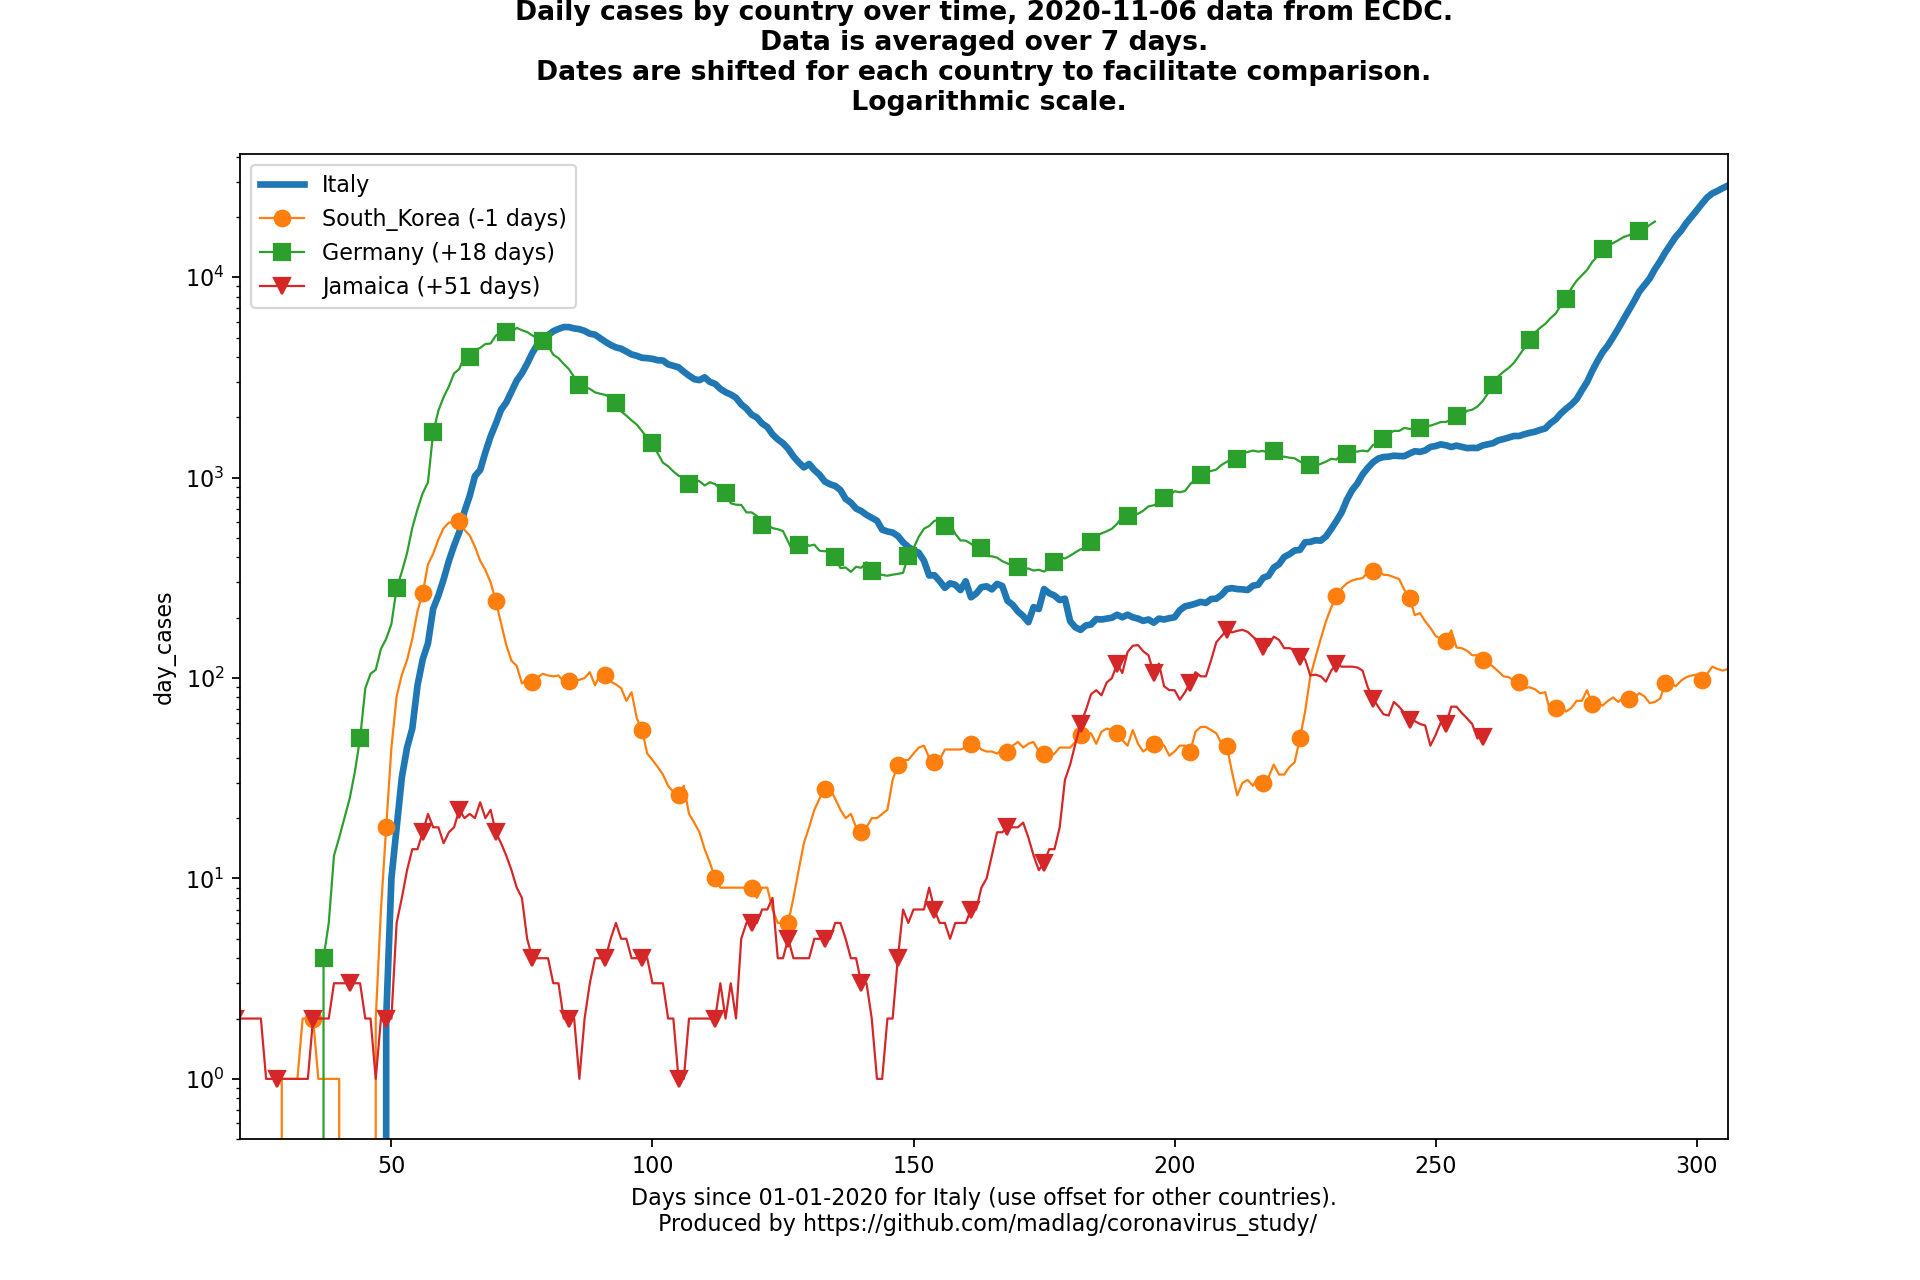 Daily cases by country over time, 2020-11-06 data from ECDC.
Data is averaged over 7 days.
Dates are shifted for each country to facilitate comparison.
Logarithmic scale.
Italy
South_Korea (-1 days)
Germany (+18 days)
Jamaica (+51 days)
day_cases
10⁴
10³
10²
10¹
10⁰
50 100 150 200 250 300
Days since 01-01-2020 for Italy (use offset for other countries).
Produced by https://github.com/madlag/coronavirus_study/